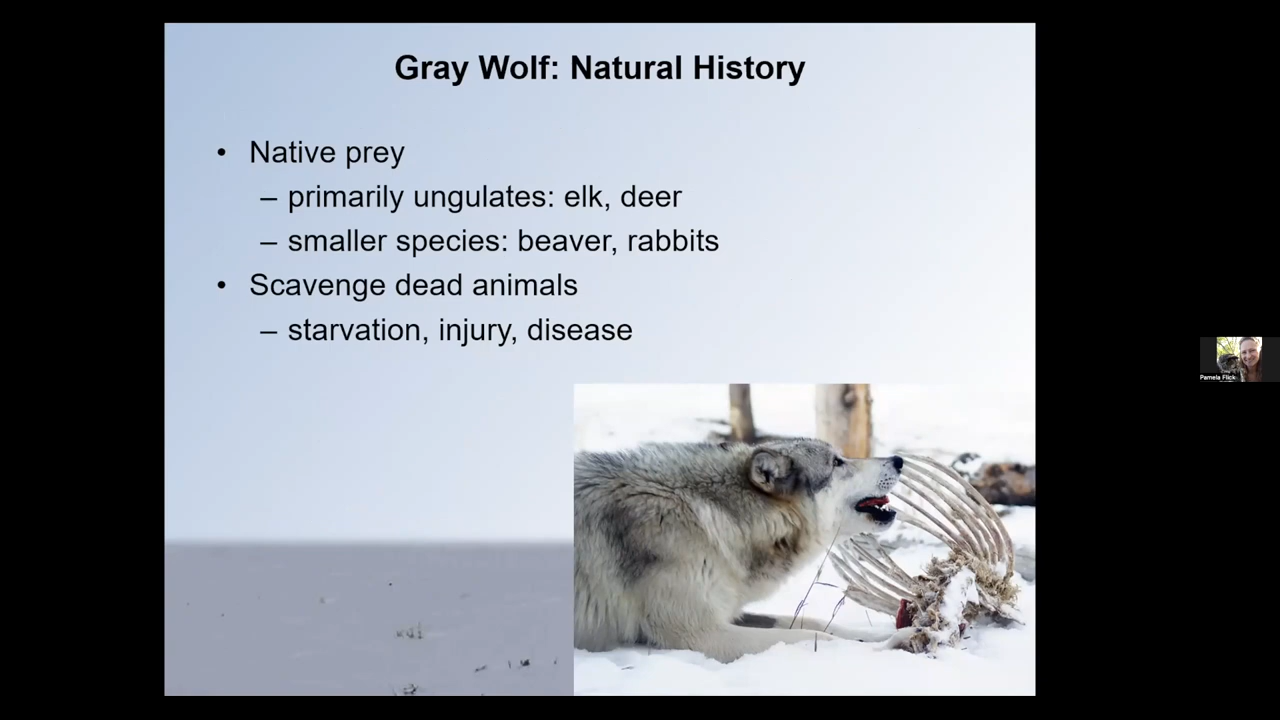 Gray Wolf: Natural History
• Native prey
– primarily ungulates: elk, deer
– smaller species: beaver, rabbits
• Scavenge dead animals
– starvation, injury, disease
Pamela Flick